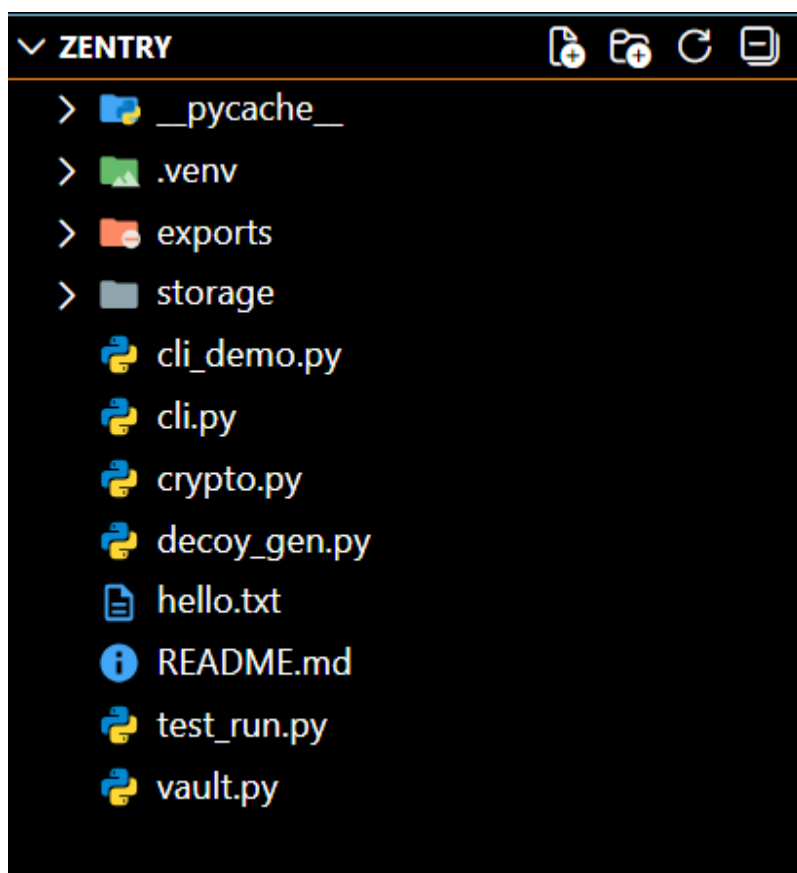 ZENTRY
__pycache__
.venv
exports
storage
cli_demo.py
cli.py
crypto.py
decoy_gen.py
hello.txt
README.md
test_run.py
vault.py